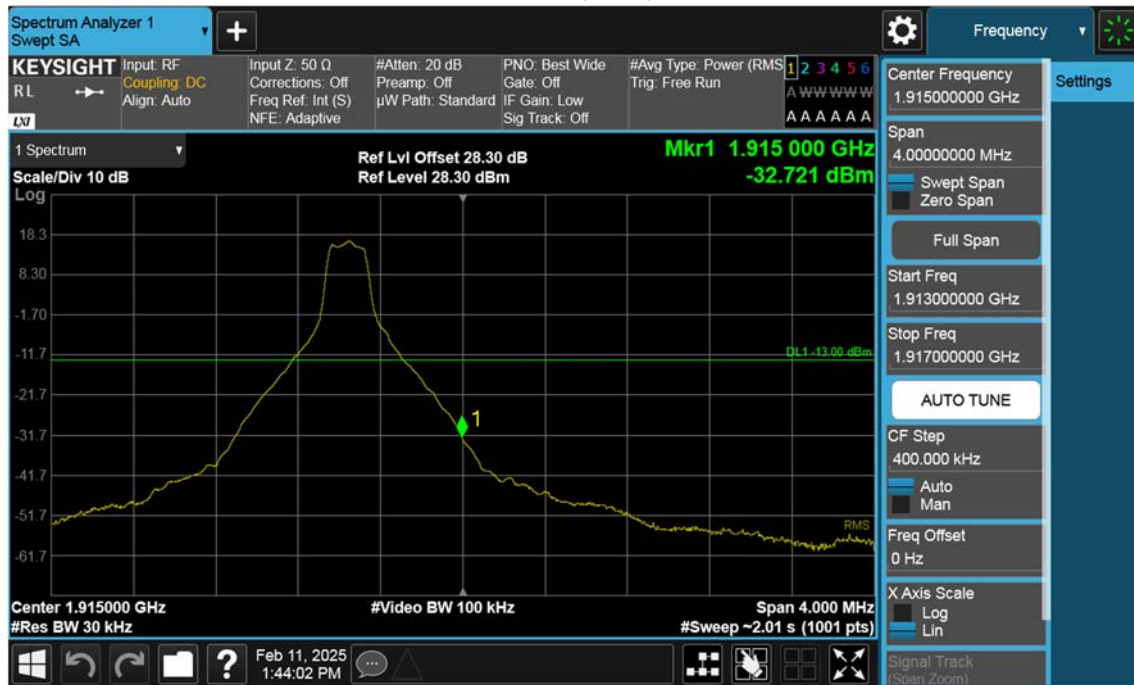 Spectrum Analyzer 1
Swept SA
+
Frequency
KEYSIGHT
R L
LXI
Input: RF
Coupling: DC
Align: Auto
Input Z: 50 Ω
Corrections: Off
Freq Ref: Int (S)
NFE: Adaptive
#Atten: 20 dB
Preamp: Off
µW Path: Standard
PNO: Best Wide
Gate: Off
IF Gain: Low
Sig Track: Off
#Avg Type: Power (RMS
Trig: Free Run
1 2 3 4 5 6
A W W W W W
A A A A A A
1 Spectrum
Scale/Div 10 dB
Log
Ref Lvl Offset 28.30 dB
Ref Level 28.30 dBm
Mkr1 1.915 000 GHz
-32.721 dBm
18.3
8.30
-1.70
-11.7
-21.7
-31.7
-41.7
-51.7
-61.7
DL1 -13.00 dBm
1
RMS
Center 1.915000 GHz
#Res BW 30 kHz
#Video BW 100 kHz
Span 4.000 MHz
#Sweep ~2.01 s (1001 pts)
Center Frequency
1.915000000 GHz
Settings
Span
4.00000000 MHz
Swept Span
Zero Span
Full Span
Start Freq
1.913000000 GHz
Stop Freq
1.917000000 GHz
AUTO TUNE
CF Step
400.000 kHz
Auto
Man
Freq Offset
0 Hz
X Axis Scale
Log
Lin
Signal Track
(Span Zoom)
?
Feb 11, 2025
1:44:02 PM